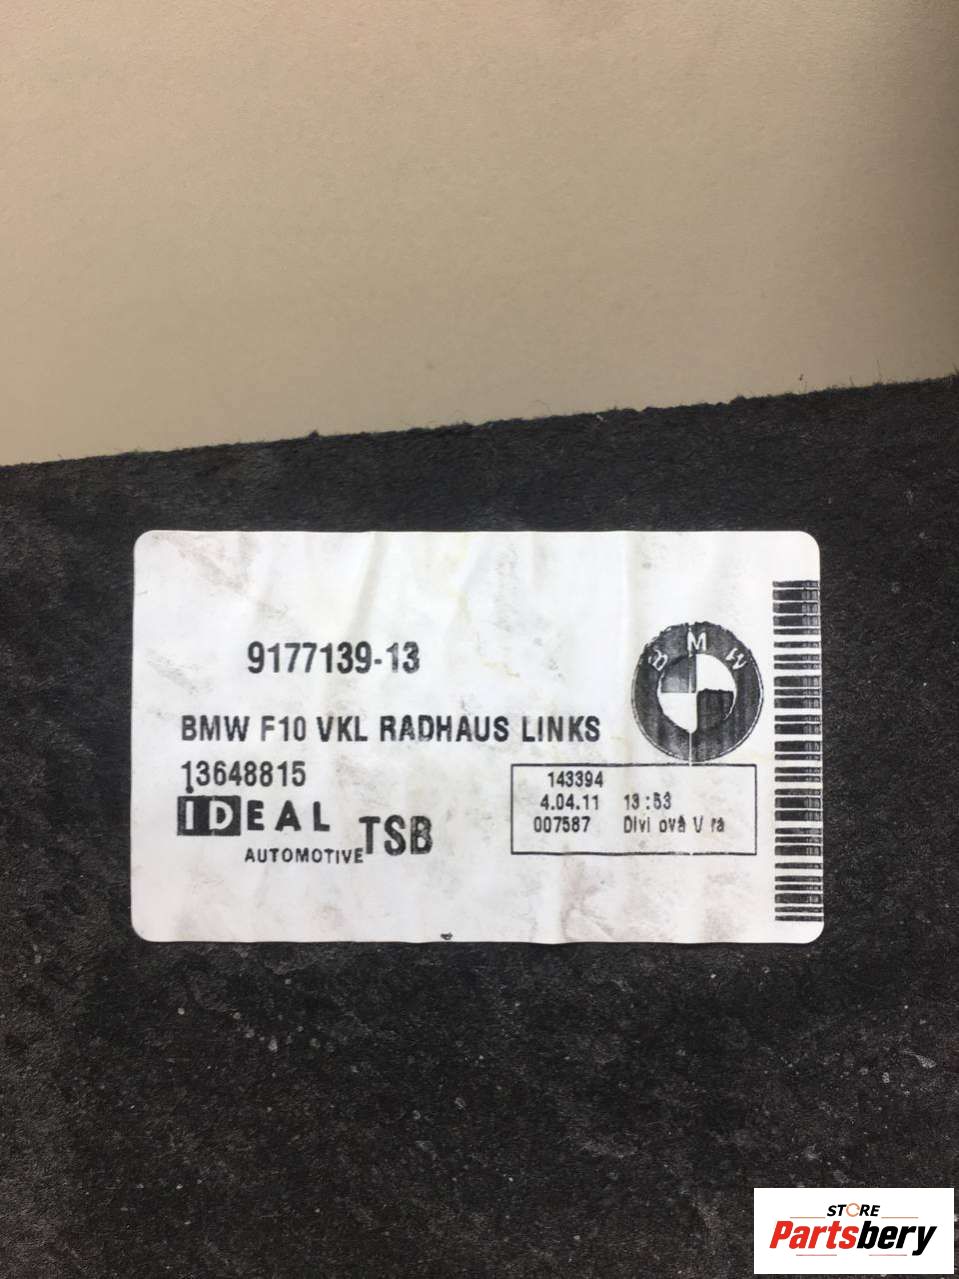 9177139-13
BMW
BMW F10 VKL RADHAUS LINKS
13648815
IDEAL
AUTOMOTIVE
TSB
143394
4.04.11 13:53
007587
STORE
Partsbery